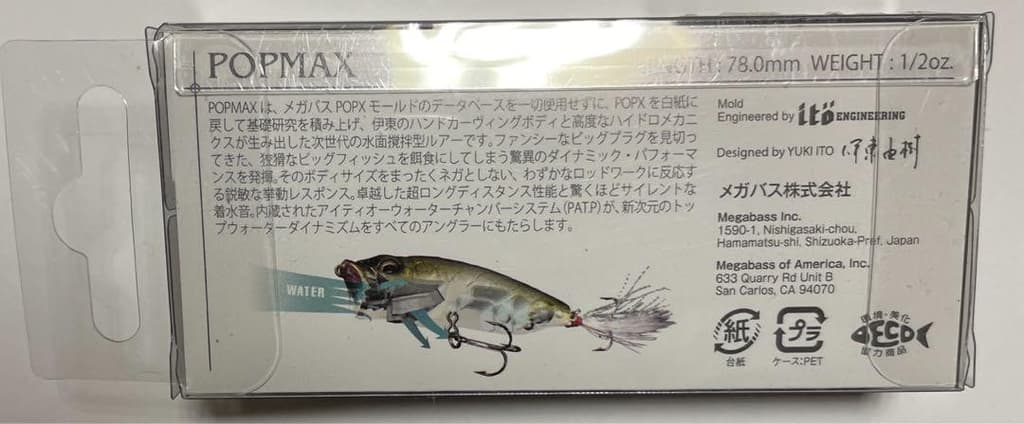 POPMAX
LENGTH : 78.0mm WEIGHT : 1/2oz.
POPMAXは、メガバスPOPXモールドのデータベースを一切使用せずに、POPXを白紙に
戻して基礎研究を積み上げ、伊東のハンドカーヴィングボディと高度なハイドロメカニ
クスが生み出した次世代の水面撹拌型ルアーです。ファンシーなビッグプラグを見切っ
てきた、狡猾なビッグフィッシュを餌食にしてしまう驚異のダイナミック・パフォーマ
ンスを発揮。そのボディサイズをまったくネガとしない、わずかなロッドワークに反応す
る鋭敏な挙動レスポンス。卓越した超ロングディスタンス性能と驚くほどサイレントな
着水音。内蔵されたアイティオーウォーターチャンバーシステム(PAT.P)が、新次元のトッ
プウォーターダイナミズムをすべてのアングラーにもたらします。
WATER
Mold
Engineered by itö ENGINEERING
Designed by YUKI ITO 伊東由樹
メガバス株式会社
Megabass Inc.
1590-1, Nishigasaki-chou,
Hamamatsu-shi, Shizuoka-Pref, Japan
Megabass of America, Inc.
633 Quarry Rd Unit B
San Carlos, CA 94070
紙
台紙
プラ
ケース:PET
環境・美化
ECO
協力商品